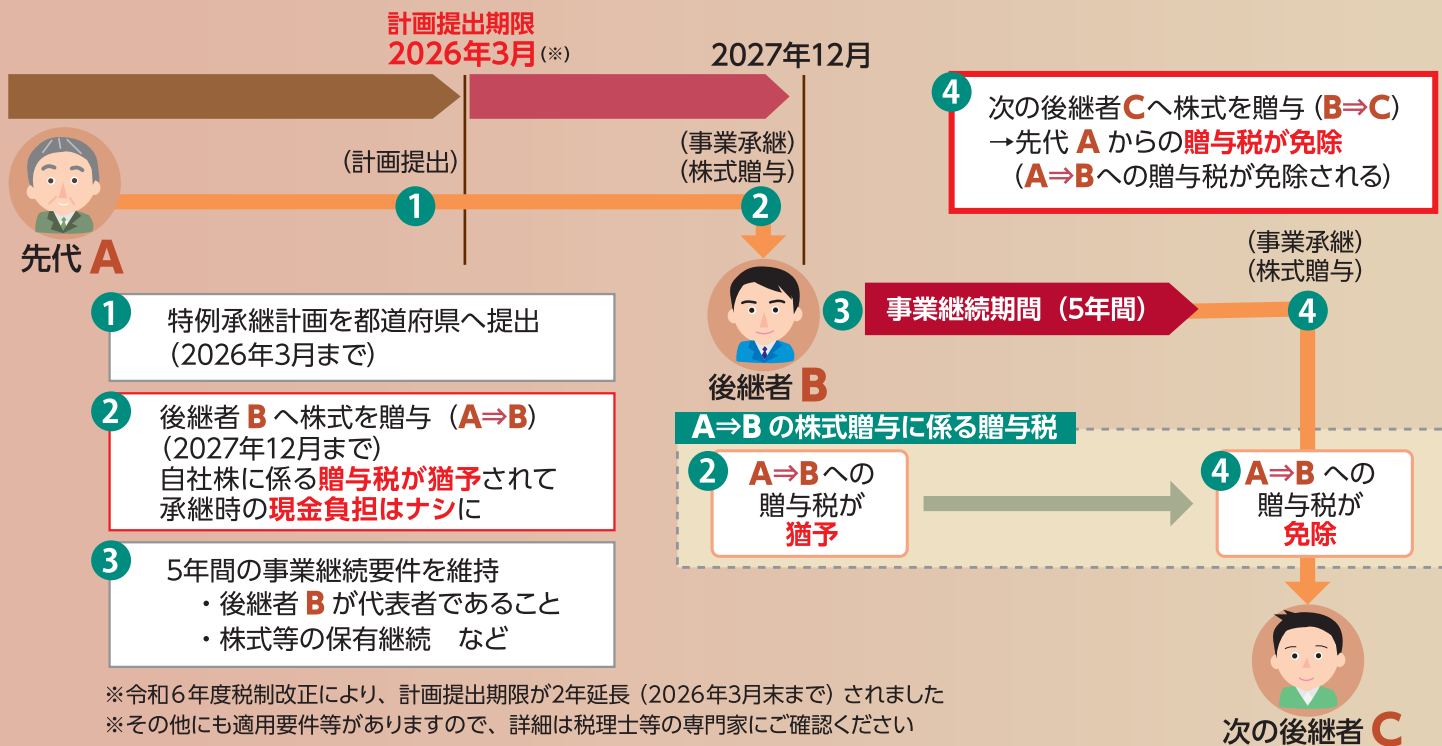 計画提出期限
2026年3月(※)
2027年12月
(計画提出)
(事業承継)
(株式贈与)
1
2
先代 A
4
次の後継者Cへ株式を贈与(B⇒C)
→先代 A からの贈与税が免除
(A⇒Bへの贈与税が免除される)
1
特例承継計画を都道府県へ提出
(2026年3月まで)
2
後継者 B へ株式を贈与(A⇒B)
(2027年12月まで)
自社株に係る贈与税が猶予されて
承継時の現金負担はナシに
3
5年間の事業継続要件を維持
・後継者 B が代表者であること
・株式等の保有継続 など
後継者 B
3
事業継続期間(5年間)
(事業承継)
(株式贈与)
4
A⇒B の株式贈与に係る贈与税
2
A⇒B への
贈与税が
猶予
4
A⇒B への
贈与税が
免除
次の後継者 C
※令和6年度税制改正により、計画提出期限が2年延長(2026年3月末まで)されました
※その他にも適用要件等がありますので、詳細は税理士等の専門家にご確認ください